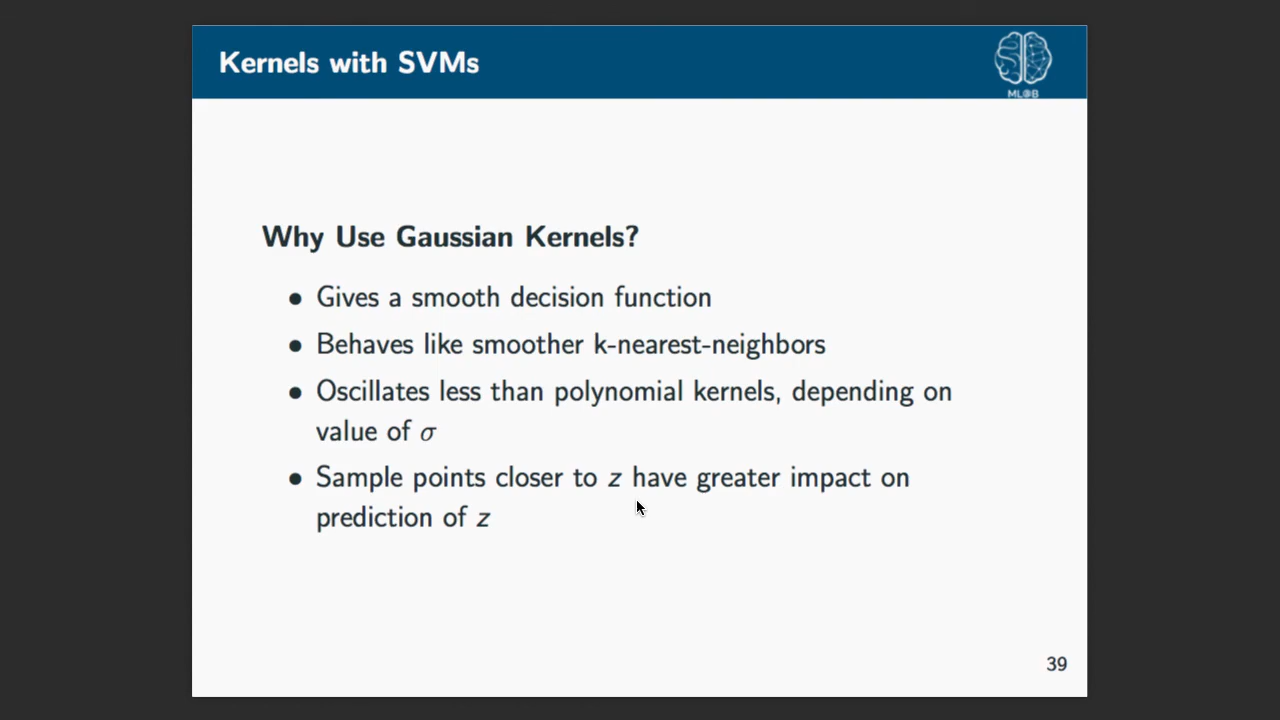 Kernels with SVMs
ML@B
Why Use Gaussian Kernels?
• Gives a smooth decision function
• Behaves like smoother k-nearest-neighbors
• Oscillates less than polynomial kernels, depending on
value of σ
• Sample points closer to z have greater impact on
prediction of z
39